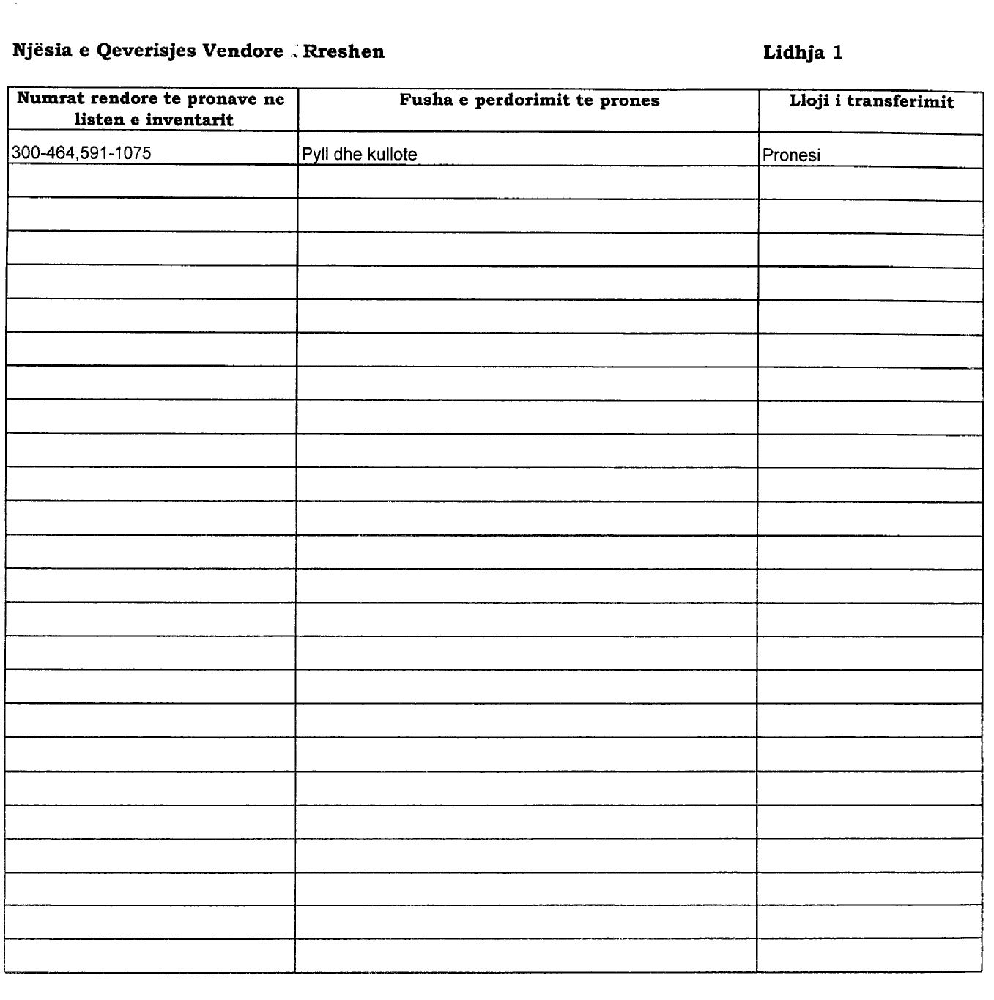 Njësia e Qeverisjes Vendore Rreshen Lidhja 1
Numrat rendore te pronave ne listen e inventarit Fusha e perdorimit te prones Lloji i transferimit
300-464,591-1075 Pyll dhe kullote Pronesi